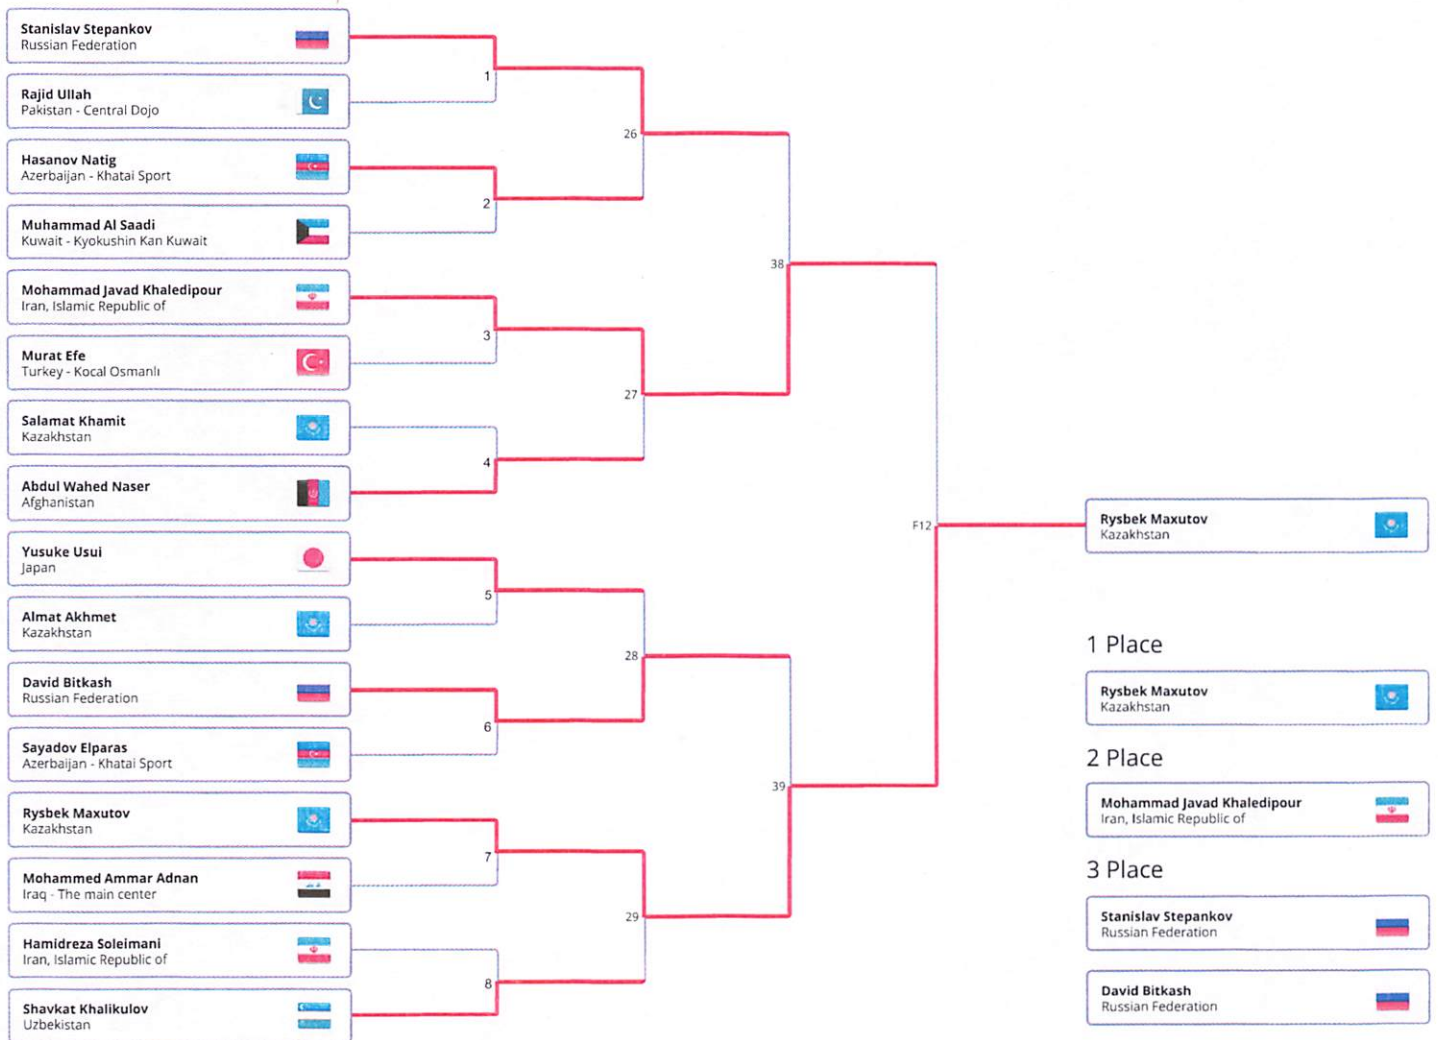 Stanislav Stepankov
Russian Federation
Rajid Ullah
Pakistan - Central Dojo
Hasanov Natig
Azerbaijan - Khatai Sport
Muhammad Al Saadi
Kuwait - Kyokushin Kan Kuwait
Mohammad Javad Khaledipour
Iran, Islamic Republic of
Murat Efe
Turkey - Kocal Osmanlı
Salamat Khamit
Kazakhstan
Abdul Wahed Naser
Afghanistan
Yusuke Usui
Japan
Almat Akhmet
Kazakhstan
David Bitkash
Russian Federation
Sayadov Elparas
Azerbaijan - Khatai Sport
Rysbek Maxutov
Kazakhstan
Mohammed Ammar Adnan
Iraq - The main center
Hamidreza Soleimani
Iran, Islamic Republic of
Shavkat Khalikulov
Uzbekistan
1
2
3
4
5
6
7
8
26
27
28
29
38
39
F12
Rysbek Maxutov
Kazakhstan
1 Place
Rysbek Maxutov
Kazakhstan
2 Place
Mohammad Javad Khaledipour
Iran, Islamic Republic of
3 Place
Stanislav Stepankov
Russian Federation
David Bitkash
Russian Federation